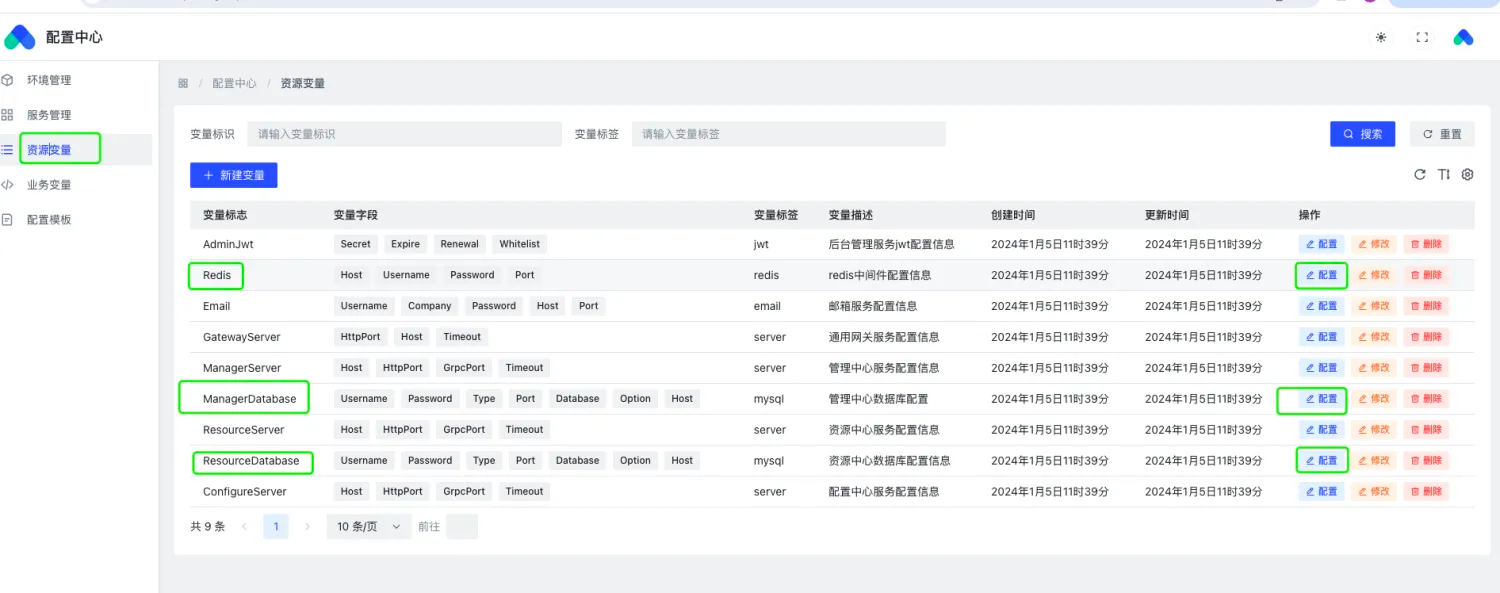 配置中心
环境管理
服务管理
资源变量
业务变量
配置模板
/ 配置中心 / 资源变量
变量标识 请输入变量标识 变量标签 请输入变量标签 搜索 重置
+ 新建变量
变量标志 变量字段 变量标签 变量描述 创建时间 更新时间 操作
AdminJwt Secret Expire Renewal Whitelist jwt 后台管理服务jwt配置信息 2024年1月5日11时39分 2024年1月5日11时39分 配置 修改 删除
Redis Host Username Password Port redis redis中间件配置信息 2024年1月5日11时39分 2024年1月5日11时39分 配置 修改 删除
Email Username Company Password Host Port email 邮箱服务配置信息 2024年1月5日11时39分 2024年1月5日11时39分 配置 修改 删除
GatewayServer HttpPort Host Timeout server 通用网关服务配置信息 2024年1月5日11时39分 2024年1月5日11时39分 配置 修改 删除
ManagerServer Host HttpPort GrpcPort Timeout server 管理中心服务配置信息 2024年1月5日11时39分 2024年1月5日11时39分 配置 修改 删除
ManagerDatabase Username Password Type Port Database Option Host mysql 管理中心数据库配置 2024年1月5日11时39分 2024年1月5日11时39分 配置 修改 删除
ResourceServer Host HttpPort GrpcPort Timeout server 资源中心服务配置信息 2024年1月5日11时39分 2024年1月5日11时39分 配置 修改 删除
ResourceDatabase Username Password Type Port Database Option Host mysql 资源中心数据库配置信息 2024年1月5日11时39分 2024年1月5日11时39分 配置 修改 删除
ConfigureServer Host HttpPort GrpcPort Timeout server 配置中心服务配置信息 2024年1月5日11时39分 2024年1月5日11时39分 配置 修改 删除
共 9 条 1 10 条/页 前往